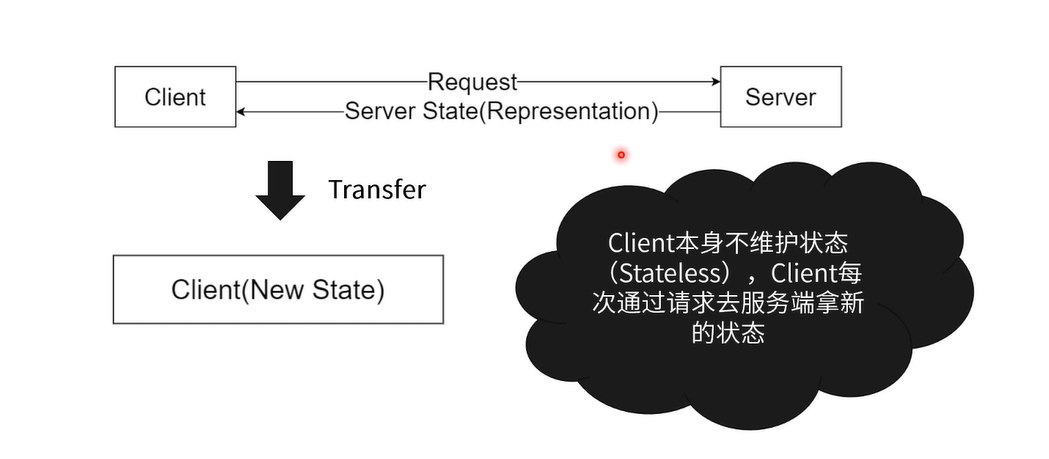 Client
Request
Server
Server State(Representation)
Transfer
Client(New State)
Client本身不维护状态
（Stateless），Client每
次通过请求去服务端拿新
的状态